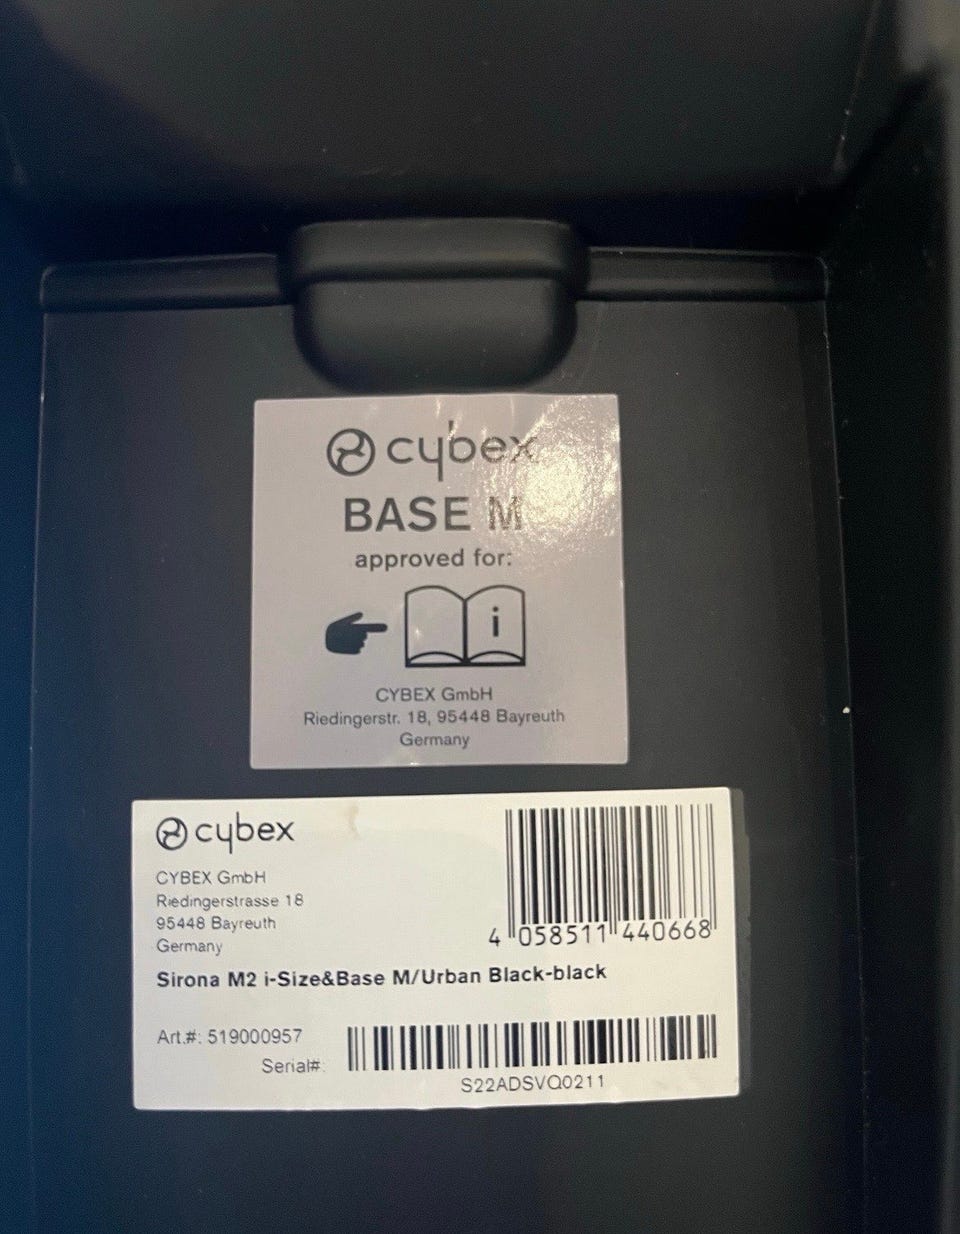 cybex
BASE M
approved for:
i
CYBEX GmbH
Riedingerstr. 18, 95448 Bayreuth
Germany
cybex
CYBEX GmbH
Riedingerstrasse 18
95448 Bayreuth
Germany
4 058511 440668
Sirona M2 i-Size&Base M/Urban Black-black
Art.#: 519000957
Serial#:
S22ADSVQ0211